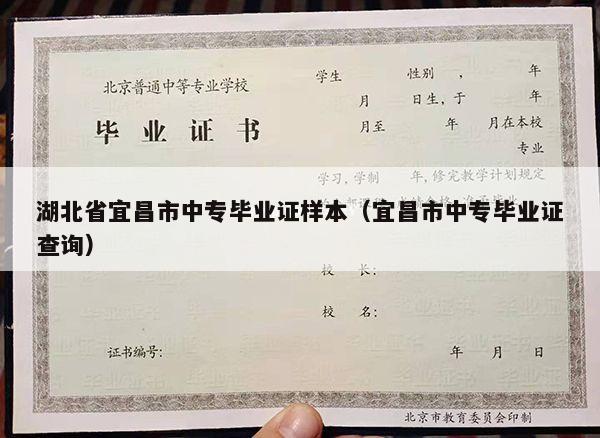 北京普通中等专业学校
毕业证书
证书编号:
学生 性别 , 年
月 日生,于 年
月至 年 月在本校
专业
学习,学制 年,修完教学计划规定
湖北省宜昌市中专毕业证样本（宜昌市中专毕业证
查询）
校 长:
校 名:
年 月 日
北京市教育委员会印制